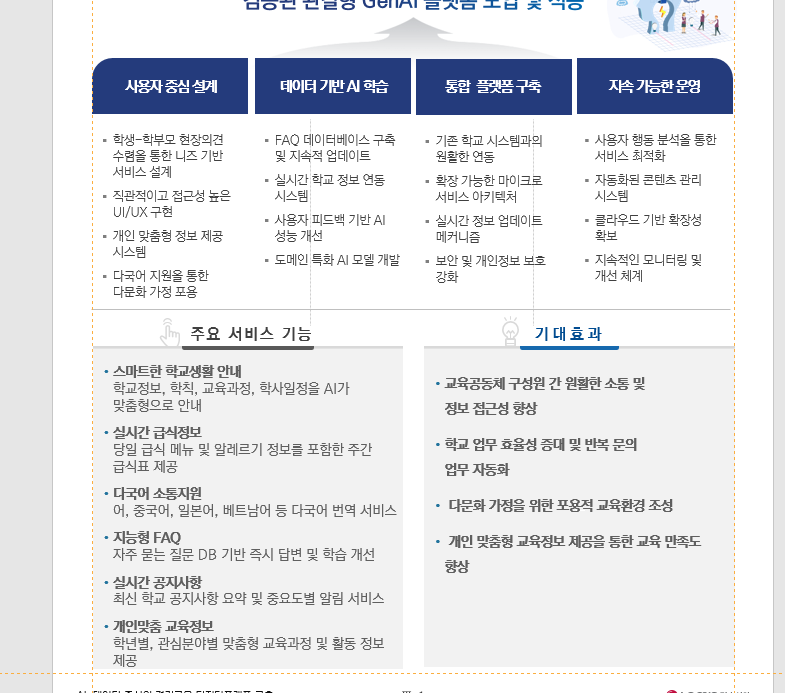 플랫폼 도입 및 적용
사용자 중심 설계
데이터 기반 AI 학습
통합 플랫폼 구축
지속 가능한 운영
▪ 학생-학부모 현장의견
수렴을 통한 니즈 기반
서비스 설계
▪ 직관적이고 접근성 높은
UI/UX 구현
▪ 개인 맞춤형 정보 제공
시스템
▪ 다국어 지원을 통한
다문화 가정 포용
▪ FAQ 데이터베이스 구축
및 지속적 업데이트
▪ 실시간 학교 정보 연동
시스템
▪ 사용자 피드백 기반 AI
성능 개선
▪ 도메인 특화 AI 모델 개발
▪ 기존 학교 시스템과의
원활한 연동
▪ 확장 가능한 마이크로
서비스 아키텍처
▪ 실시간 정보 업데이트
메커니즘
▪ 보안 및 개인정보 보호
강화
▪ 사용자 행동 분석을 통한
서비스 최적화
▪ 자동화된 콘텐츠 관리
시스템
▪ 클라우드 기반 확장성
확보
▪ 지속적인 모니터링 및
개선 체계
주요 서비스 기능
• 스마트한 학교생활 안내
학교정보, 학칙, 교육과정, 학사일정을 AI가
맞춤형으로 안내
• 실시간 급식정보
당일 급식 메뉴 및 알레르기 정보를 포함한 주간
급식표 제공
• 다국어 소통지원
어, 중국어, 일본어, 베트남어 등 다국어 번역 서비스
• 지능형 FAQ
자주 묻는 질문 DB 기반 즉시 답변 및 학습 개선
• 실시간 공지사항
최신 학교 공지사항 요약 및 중요도별 알림 서비스
• 개인맞춤 교육정보
학년별, 관심분야별 맞춤형 교육과정 및 활동 정보
제공
기대효과
• 교육공동체 구성원 간 원활한 소통 및
정보 접근성 향상
• 학교 업무 효율성 증대 및 반복 문의
업무 자동화
• 다문화 가정을 위한 포용적 교육환경 조성
• 개인 맞춤형 교육정보 제공을 통한 교육 만족도
향상